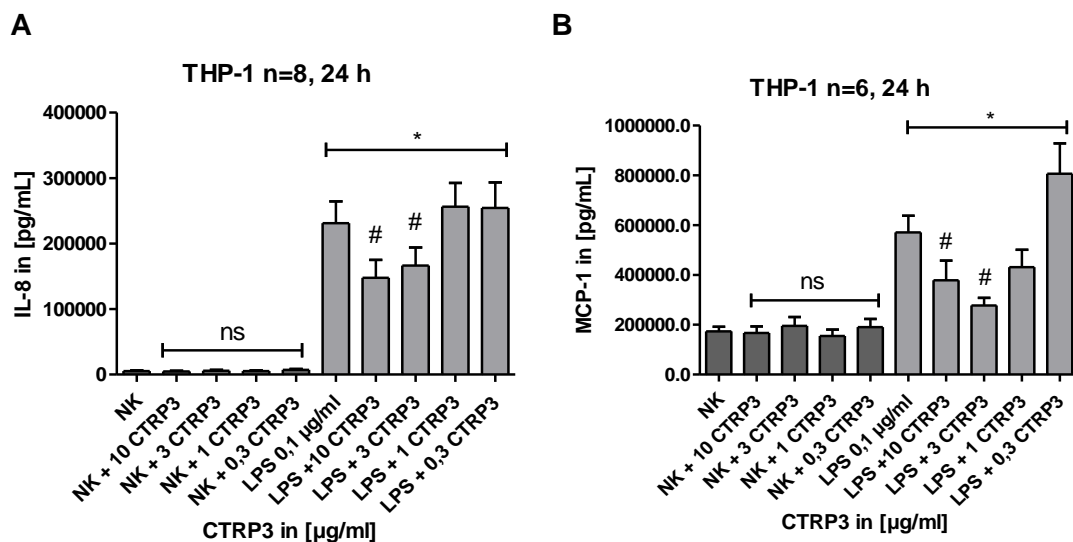 A
THP-1 n=8, 24 h
IL-8 in [pg/mL]
400000
300000
200000
100000
0
*
#
#
ns
NK
NK + 10 CTRP3
NK + 3 CTRP3
NK + 1 CTRP3
NK + 0,3 CTRP3
LPS 0,1 µg/ml
LPS +10 CTRP3
LPS + 3 CTRP3
LPS + 1 CTRP3
LPS + 0,3 CTRP3
CTRP3 in [µg/ml]
B
THP-1 n=6, 24 h
MCP-1 in [pg/mL]
1000000.0
800000.0
600000.0
400000.0
200000.0
0.0
*
#
#
ns
NK
NK + 10 CTRP3
NK + 3 CTRP3
NK + 1 CTRP3
NK + 0,3 CTRP3
LPS 0,1 µg/ml
LPS +10 CTRP3
LPS + 3 CTRP3
LPS + 1 CTRP3
LPS + 0,3 CTRP3
CTRP3 in [µg/ml]